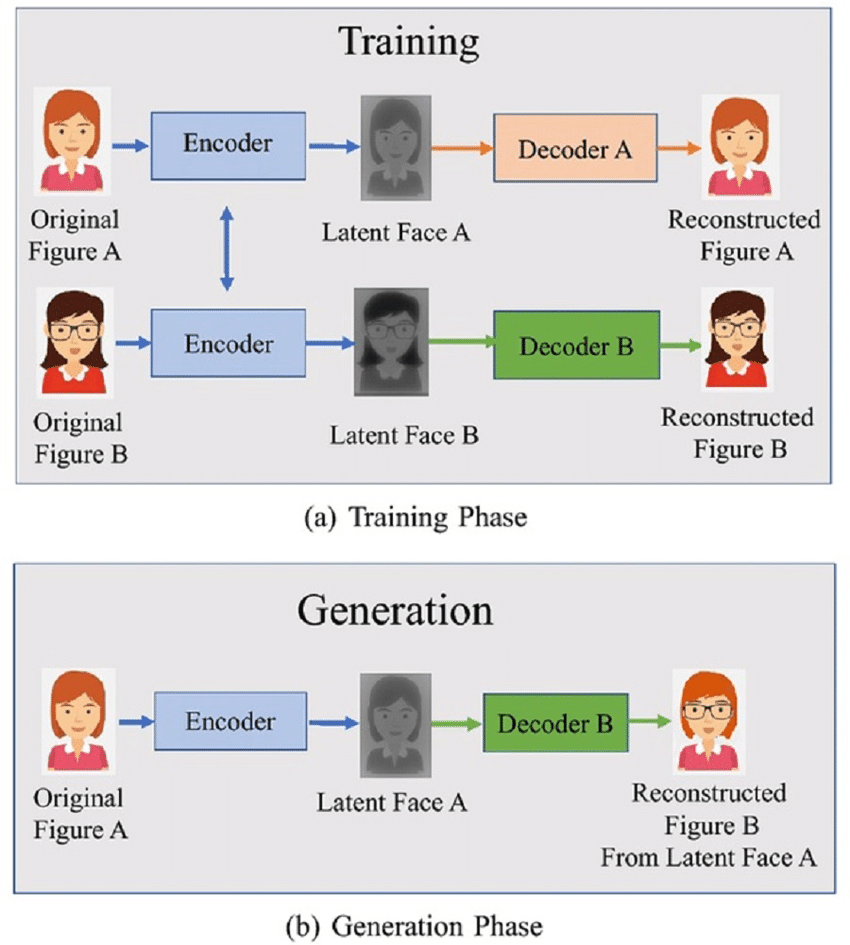 Training
Encoder
Decoder A
Original
Figure A
Latent Face A
Reconstructed
Figure A
Encoder
Decoder B
Original
Figure B
Latent Face B
Reconstructed
Figure B
(a) Training Phase
Generation
Encoder
Decoder B
Original
Figure A
Latent Face A
Reconstructed
Figure B
From Latent Face A
(b) Generation Phase